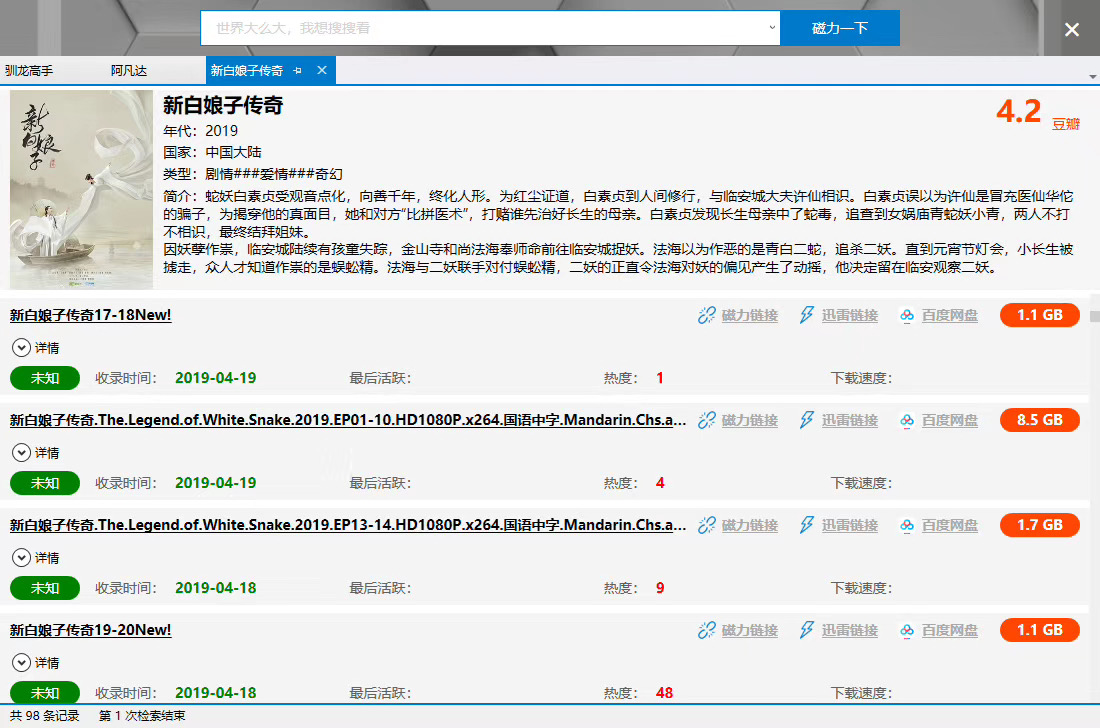 世界大么大，我想搜搜看
磁力一下
驯龙高手 阿凡达 新白娘子传奇
新白娘子
新白娘子传奇
4.2 豆瓣
年代：2019
国家：中国大陆
类型：剧情###爱情###奇幻
简介：蛇妖白素贞受观音点化，向善千年，终化人形。为红尘证道，白素贞到人间修行，与临安城大夫许仙相识。白素贞误以为许仙是冒充医仙华佗
的骗子，为揭穿他的真面目，她和对方“比拼医术”，打赌谁先治好长生的母亲。白素贞发现长生母亲中了蛇毒，追查到女娲庙青蛇妖小青，两人不打
不相识，最终结拜姐妹。
因妖孽作祟，临安城陆续有孩童失踪，金山寺和尚法海奉师命前往临安城捉妖。法海以为作恶的是青白二蛇，追杀二妖。直到元宵节灯会，小长生被
掳走，众人才知道作祟的是蜈蚣精。法海与二妖联手对付蜈蚣精，二妖的正直令法海对妖的偏见产生了动摇，他决定留在临安观察二妖。
新白娘子传奇17-18New! 磁力链接 迅雷链接 百度网盘 1.1 GB
详情
未知 收录时间： 2019-04-19 最后活跃： 热度： 1 下载速度：
新白娘子传奇.The.Legend.of.White.Snake.2019.EP01-10.HD1080P.x264.国语中字.Mandarin.Chs.a... 磁力链接 迅雷链接 百度网盘 8.5 GB
详情
未知 收录时间： 2019-04-19 最后活跃： 热度： 4 下载速度：
新白娘子传奇.The.Legend.of.White.Snake.2019.EP13-14.HD1080P.x264.国语中字.Mandarin.Chs.a... 磁力链接 迅雷链接 百度网盘 1.7 GB
详情
未知 收录时间： 2019-04-18 最后活跃： 热度： 9 下载速度：
新白娘子传奇19-20New! 磁力链接 迅雷链接 百度网盘 1.1 GB
详情
未知 收录时间： 2019-04-18 最后活跃： 热度： 48 下载速度：
共 98 条记录 第 1 次检索结束